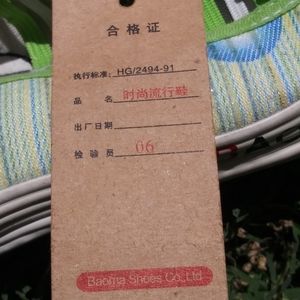 合格证
执行标准: HG/2494-91
品 名 时尚流行鞋
出厂日期
检验员 06
Baoma Shoes Co,.Ltd